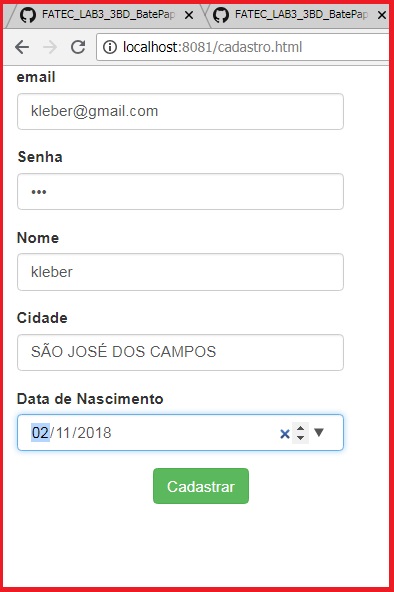 FATEC_LAB3_3BD_BatePap
FATEC_LAB3_3BD_BatePap
localhost:8081/cadastro.html
email
kleber@gmail.com
Senha
•••
Nome
kleber
Cidade
SÃO JOSÉ DOS CAMPOS
Data de Nascimento
02/11/2018
Cadastrar